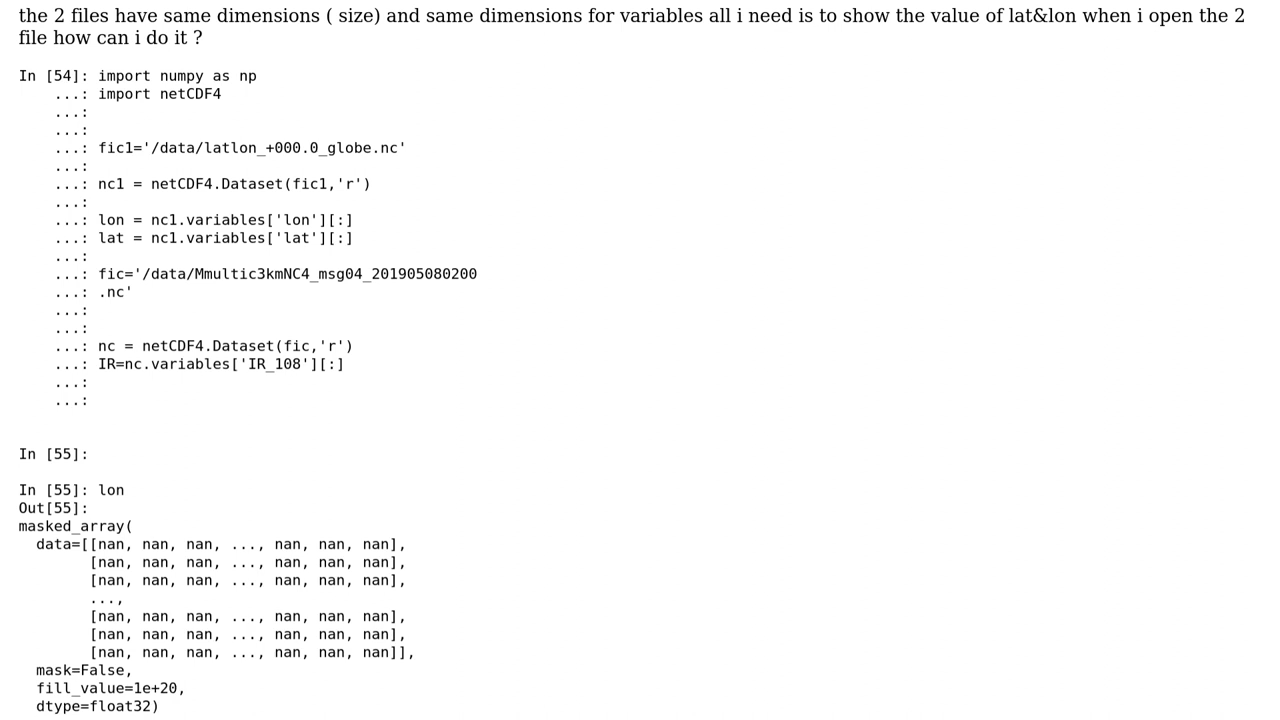 the 2 files have same dimensions ( size) and same dimensions for variables all i need is to show the value of lat&lon when i open the 2
file how can i do it ?
In [54]: import numpy as np
    ...: import netCDF4
    ...:
    ...:
    ...: fic1='/data/latlon_+000.0_globe.nc'
    ...:
    ...: nc1 = netCDF4.Dataset(fic1,'r')
    ...:
    ...: lon = nc1.variables['lon'][:]
    ...: lat = nc1.variables['lat'][:]
    ...:
    ...: fic='/data/Mmultic3kmNC4_msg04_201905080200
    ...: .nc'
    ...:
    ...:
    ...: nc = netCDF4.Dataset(fic,'r')
    ...: IR=nc.variables['IR_108'][:]
    ...:
    ...:
In [55]:
In [55]: lon
Out[55]:
masked_array(
  data=[[nan, nan, nan, ..., nan, nan, nan],
        [nan, nan, nan, ..., nan, nan, nan],
        [nan, nan, nan, ..., nan, nan, nan],
        ...,
        [nan, nan, nan, ..., nan, nan, nan],
        [nan, nan, nan, ..., nan, nan, nan],
        [nan, nan, nan, ..., nan, nan, nan]],
  mask=False,
  fill_value=1e+20,
  dtype=float32)